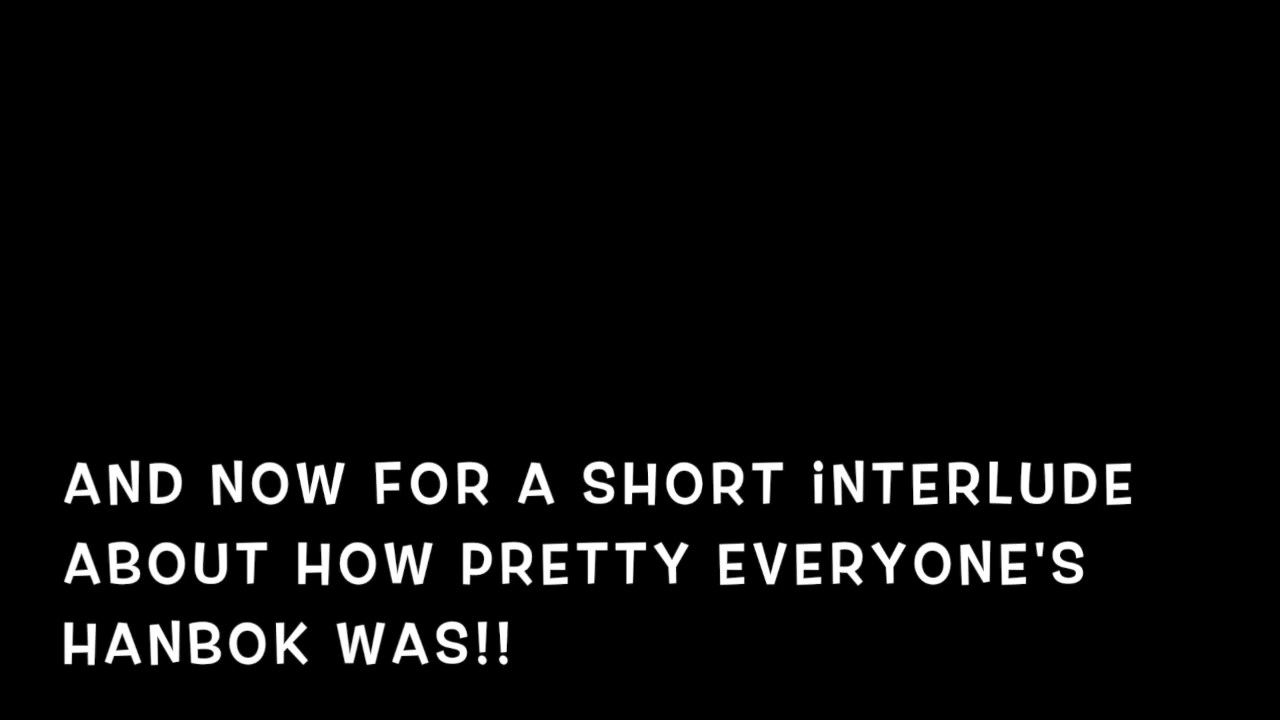 AND NOW FOR A SHORT iNTERLUDE
ABOUT HOW PRETTY EVERYONE'S
HANBOK WAS!!